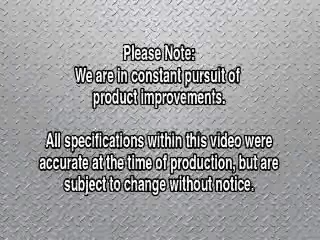 Please Note:
We are in constant pursuit of
product improvements.
All specifications within this video were
accurate at the time of production, but are
subject to change without notice.